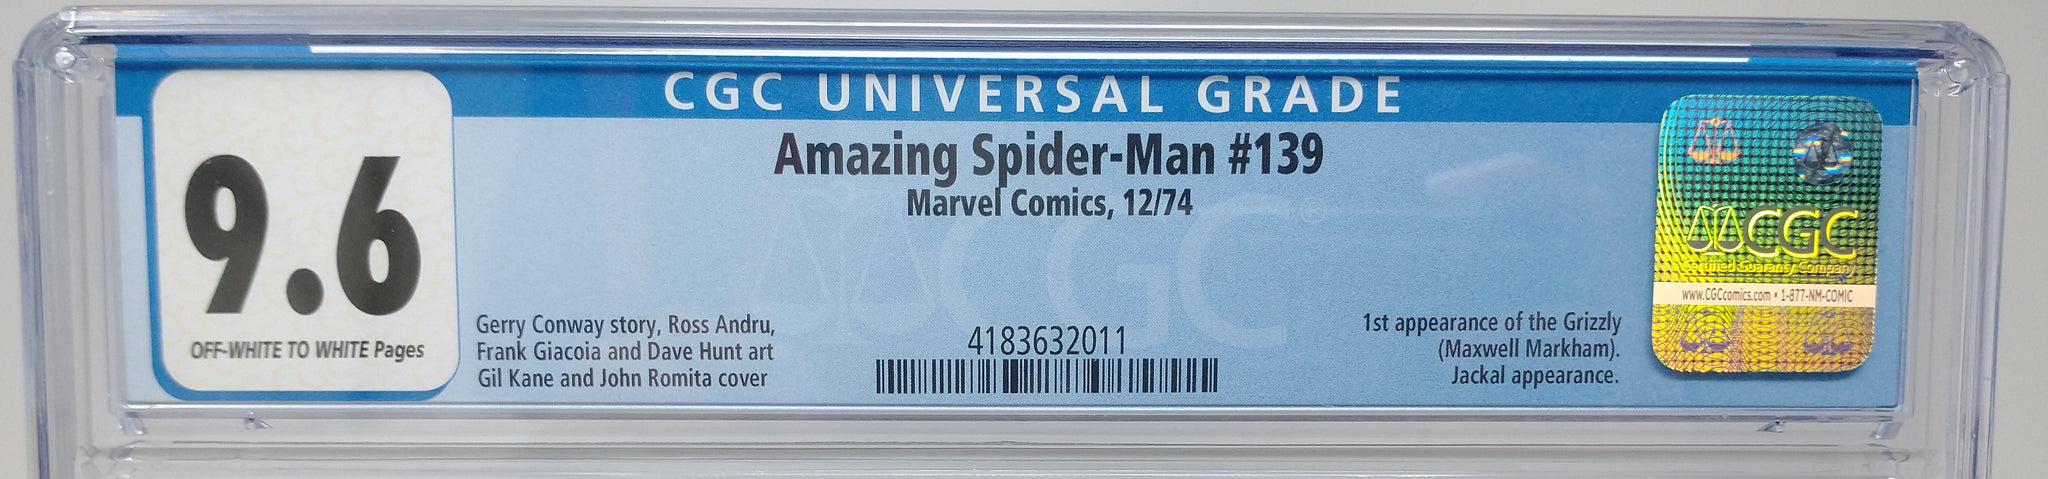 CGC UNIVERSAL GRADE
9.6
OFF-WHITE TO WHITE Pages
Amazing Spider-Man #139
Marvel Comics, 12/74
Gerry Conway story, Ross Andru,
Frank Giacoia and Dave Hunt art
Gil Kane and John Romita cover
4183632011
1st appearance of the Grizzly
(Maxwell Markham).
Jackal appearance.
CGC
Certified Guaranty Company
www.CGCcomics.com • 1-877-NM-COMIC
CGC®